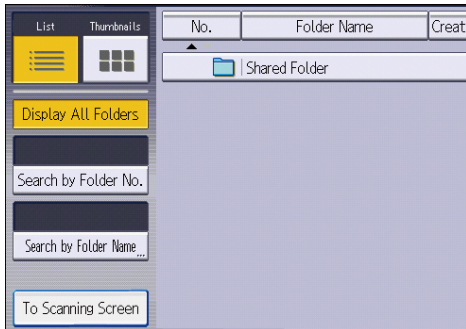 List Thumbnails
No. Folder Name Creat
Shared Folder
Display All Folders
Search by Folder No.
Search by Folder Name...
To Scanning Screen